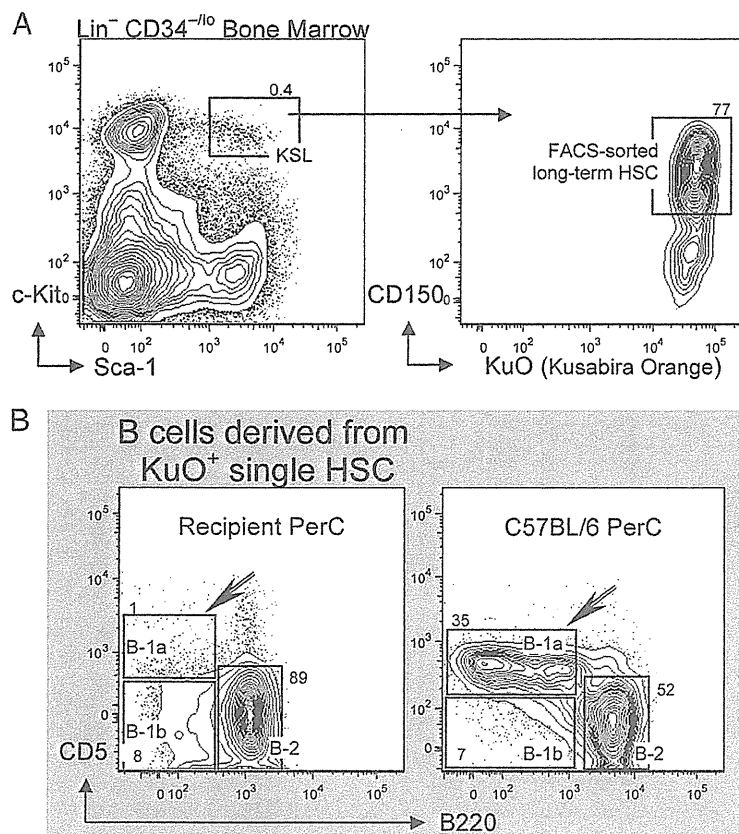 A
Lin⁻ CD34⁻/lo Bone Marrow
10⁵
10⁴
10³
10²
0
c-Kit
0.4
KSL
0 10² 10³ 10⁴ 10⁵
Sca-1
10⁵
10⁴
10³
10²
0
CD150
77
FACS-sorted
long-term HSC
0 10² 10³ 10⁴ 10⁵
KuO (Kusabira Orange)
B
B cells derived from
KuO⁺ single HSC
Recipient PerC
10⁵
10⁴
10³
0
CD5
1
B-1a
89
B-1b
8
B-2
0 10² 10³ 10⁴ 10⁵
C57BL/6 PerC
10⁵
10⁴
10³
10²
0
35
B-1a
52
7
B-1b
B-2
0 10² 10³ 10⁴ 10⁵
B220